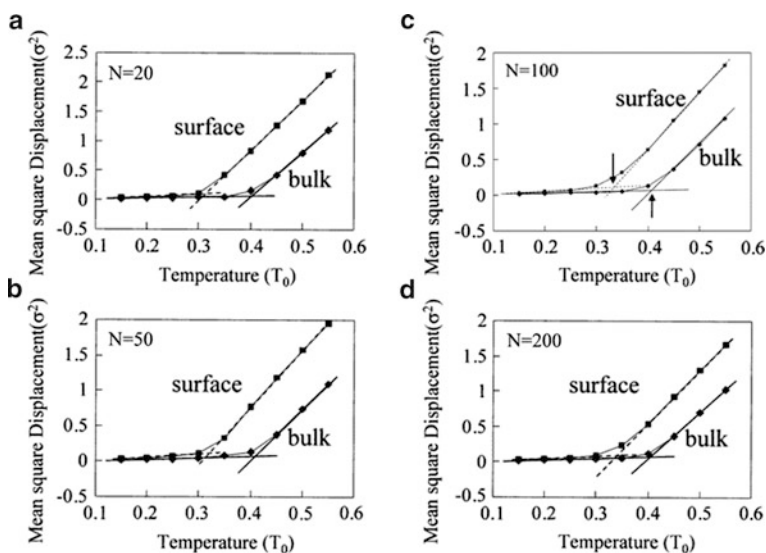 a
2.5
2
1.5
1
0.5
0
-0.5
Mean square Displacement(σ²)
N=20
surface
bulk
0.1 0.2 0.3 0.4 0.5 0.6
Temperature (T₀)
b
2
1.5
1
0.5
0
-0.5
Mean square Displacement(σ²)
N=50
surface
bulk
0.1 0.2 0.3 0.4 0.5 0.6
Temperature (T₀)
c
2
1.5
1
0.5
0
-0.5
Mean square Displacement(σ²)
N=100
surface
bulk
0.1 0.2 0.3 0.4 0.5 0.6
Temperature (T₀)
d
2
1.5
1
0.5
0
-0.5
Mean square Displacement(σ²)
N=200
surface
bulk
0.1 0.2 0.3 0.4 0.5 0.6
Temperature (T₀)